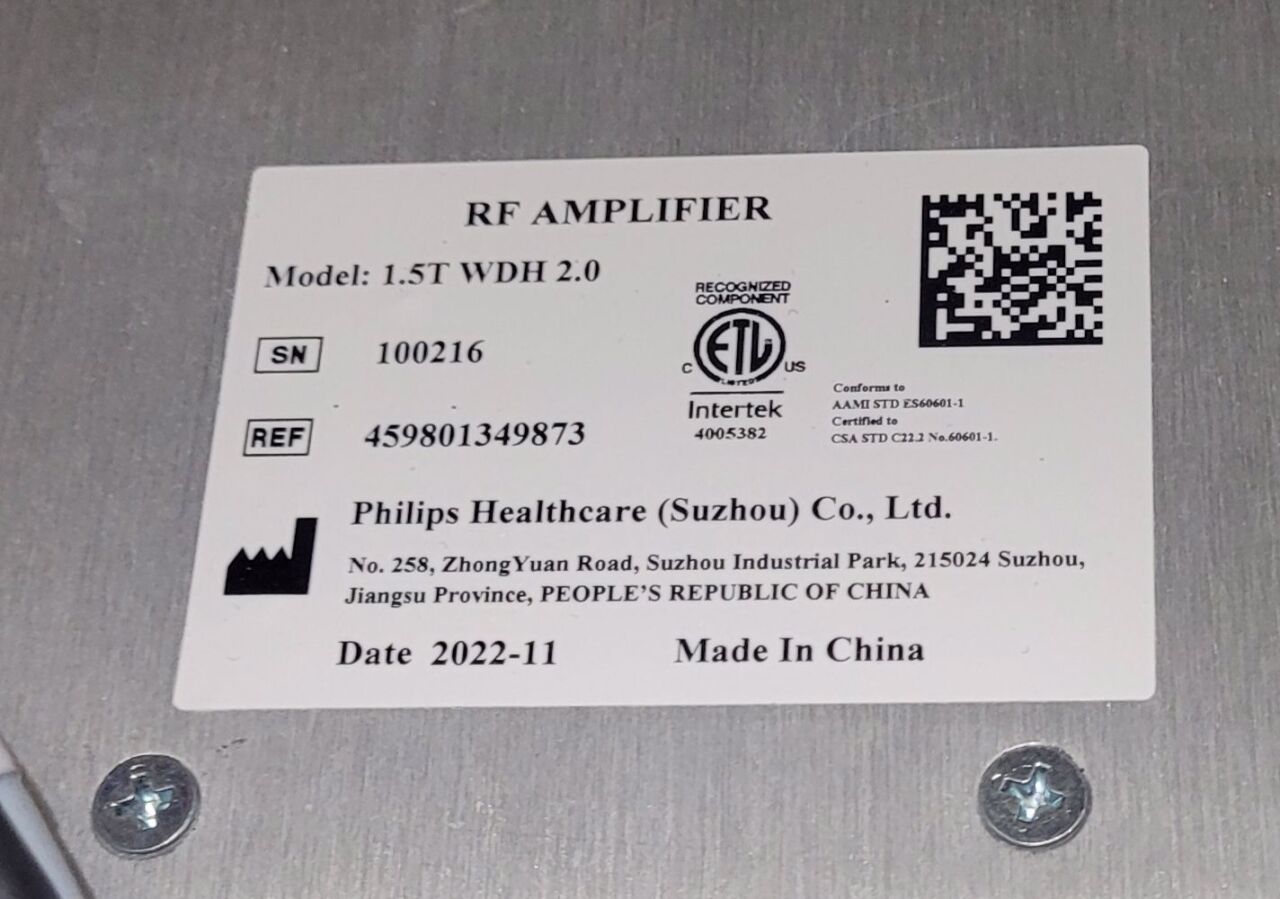 RF AMPLIFIER
Model: 1.5T WDH 2.0
RECOGNIZED
COMPONENT
SN 100216
ETL
LISTED
C US
Intertek
4005382
Conforms to
AAMI STD ES60601-1
Certified to
CSA STD C22.2 No.60601-1.
REF 459801349873
Philips Healthcare (Suzhou) Co., Ltd.
No. 258, ZhongYuan Road, Suzhou Industrial Park, 215024 Suzhou,
Jiangsu Province, PEOPLE'S REPUBLIC OF CHINA
Date 2022-11 Made In China